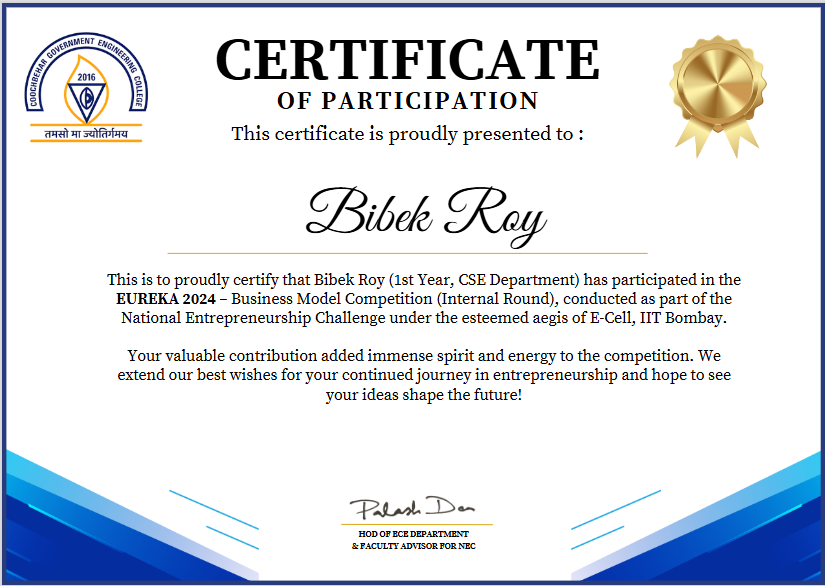 COOCHBEHAR GOVERNMENT ENGINEERING COLLEGE
2016
तमसो मा ज्योतिर्गमय
CERTIFICATE
OF PARTICIPATION
This certificate is proudly presented to :
Bibek Roy
This is to proudly certify that Bibek Roy (1st Year, CSE Department) has participated in the
EUREKA 2024 – Business Model Competition (Internal Round), conducted as part of the
National Entrepreneurship Challenge under the esteemed aegis of E-Cell, IIT Bombay.
Your valuable contribution added immense spirit and energy to the competition. We
extend our best wishes for your continued journey in entrepreneurship and hope to see
your ideas shape the future!
Palash Das
HOD OF ECE DEPARTMENT
& FACULTY ADVISOR FOR NEC